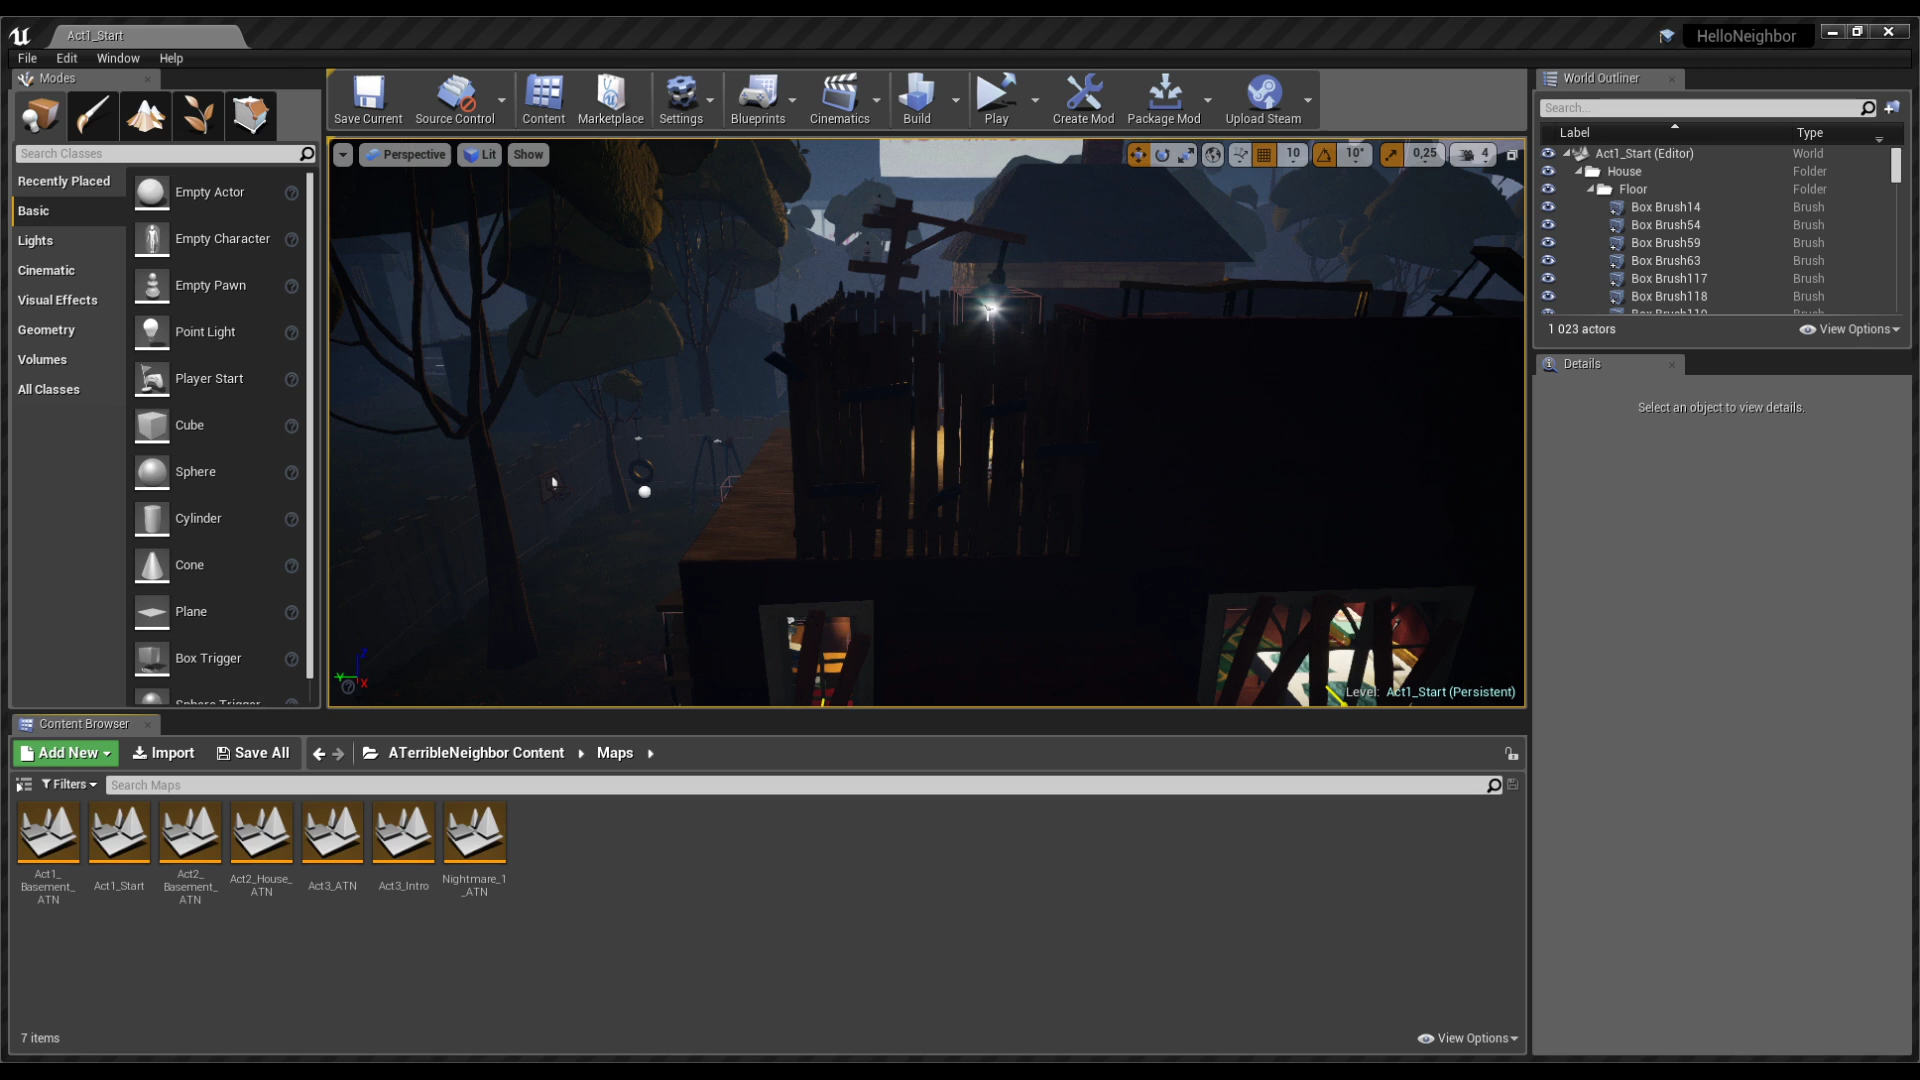 Act1_Start
HelloNeighbor
File Edit Window Help
Modes
Search Classes
Recently Placed
Basic
Lights
Cinematic
Visual Effects
Geometry
Volumes
All Classes
Empty Actor
Empty Character
Empty Pawn
Point Light
Player Start
Cube
Sphere
Cylinder
Cone
Plane
Box Trigger
Sphere Trigger
Save Current Source Control Content Marketplace Settings Blueprints Cinematics Build Play Create Mod Package Mod Upload Steam
Perspective Lit Show
10 10° 0,25 4
Level: Act1_Start (Persistent)
World Outliner
Search...
Label Type
Act1_Start (Editor) World
House Folder
Floor Folder
Box Brush14 Brush
Box Brush54 Brush
Box Brush59 Brush
Box Brush63 Brush
Box Brush117 Brush
Box Brush118 Brush
1 023 actors View Options
Details
Select an object to view details.
Content Browser
Add New Import Save All ATerribleNeighbor Content Maps
Filters Search Maps
Act1_
Basement_
ATN
Act1_Start
Act2_
Basement_
ATN
Act2_House_
ATN
Act3_ATN
Act3_Intro
Nightmare_1
_ATN
7 items View Options